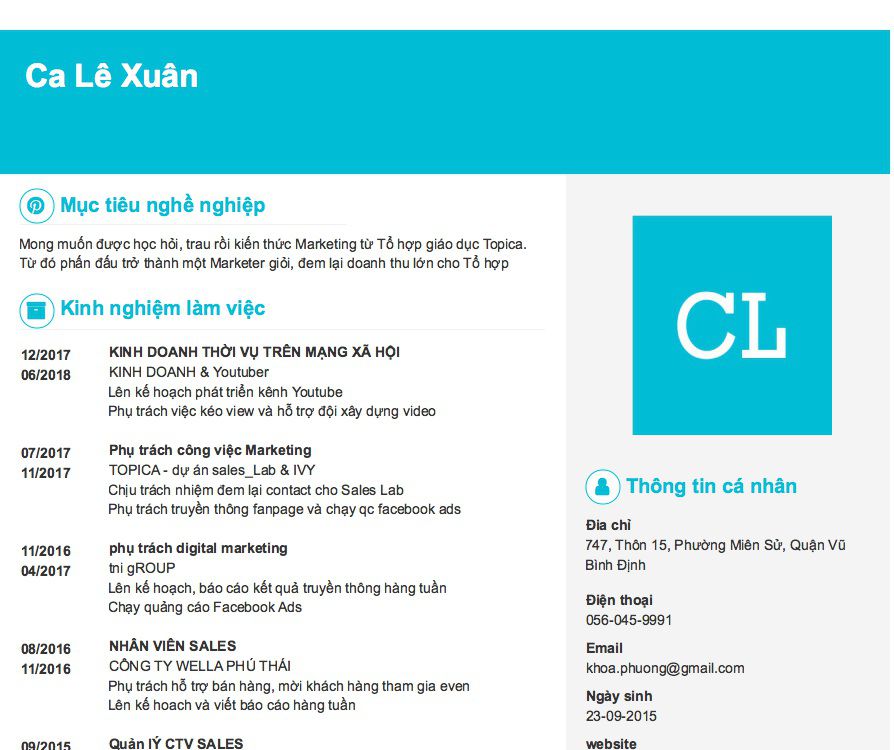 Ca Lê Xuân
Mục tiêu nghề nghiệp
Mong muốn được học hỏi, trau rồi kiến thức Marketing từ Tổ hợp giáo dục Topica.
Từ đó phấn đấu trở thành một Marketer giỏi, đem lại doanh thu lớn cho Tổ hợp
Kinh nghiệm làm việc
12/2017 KINH DOANH THỜI VỤ TRÊN MẠNG XÃ HỘI
06/2018 KINH DOANH & Youtuber
Lên kế hoạch phát triển kênh Youtube
Phụ trách việc kéo view và hỗ trợ đội xây dựng video
07/2017 Phụ trách công việc Marketing
11/2017 TOPICA - dự án sales_Lab & IVY
Chịu trách nhiệm đem lại contact cho Sales Lab
Phụ trách truyền thông fanpage và chạy qc facebook ads
11/2016 phụ trách digital marketing
04/2017 tni gROUP
Lên kế hoạch, báo cáo kết quả truyền thông hàng tuần
Chạy quảng cáo Facebook Ads
08/2016 NHÂN VIÊN SALES
11/2016 CÔNG TY WELLA PHÚ THÁI
Phụ trách hỗ trợ bán hàng, mời khách hàng tham gia even
Lên kế hoach và viết báo cáo hàng tuần
09/2015 Quản lÝ CTV SALES
CL
Thông tin cá nhân
Địa chỉ
747, Thôn 15, Phường Miên Sử, Quận Vũ
Bình Định
Điện thoại
056-045-9991
Email
khoa.phuong@gmail.com
Ngày sinh
23-09-2015
website